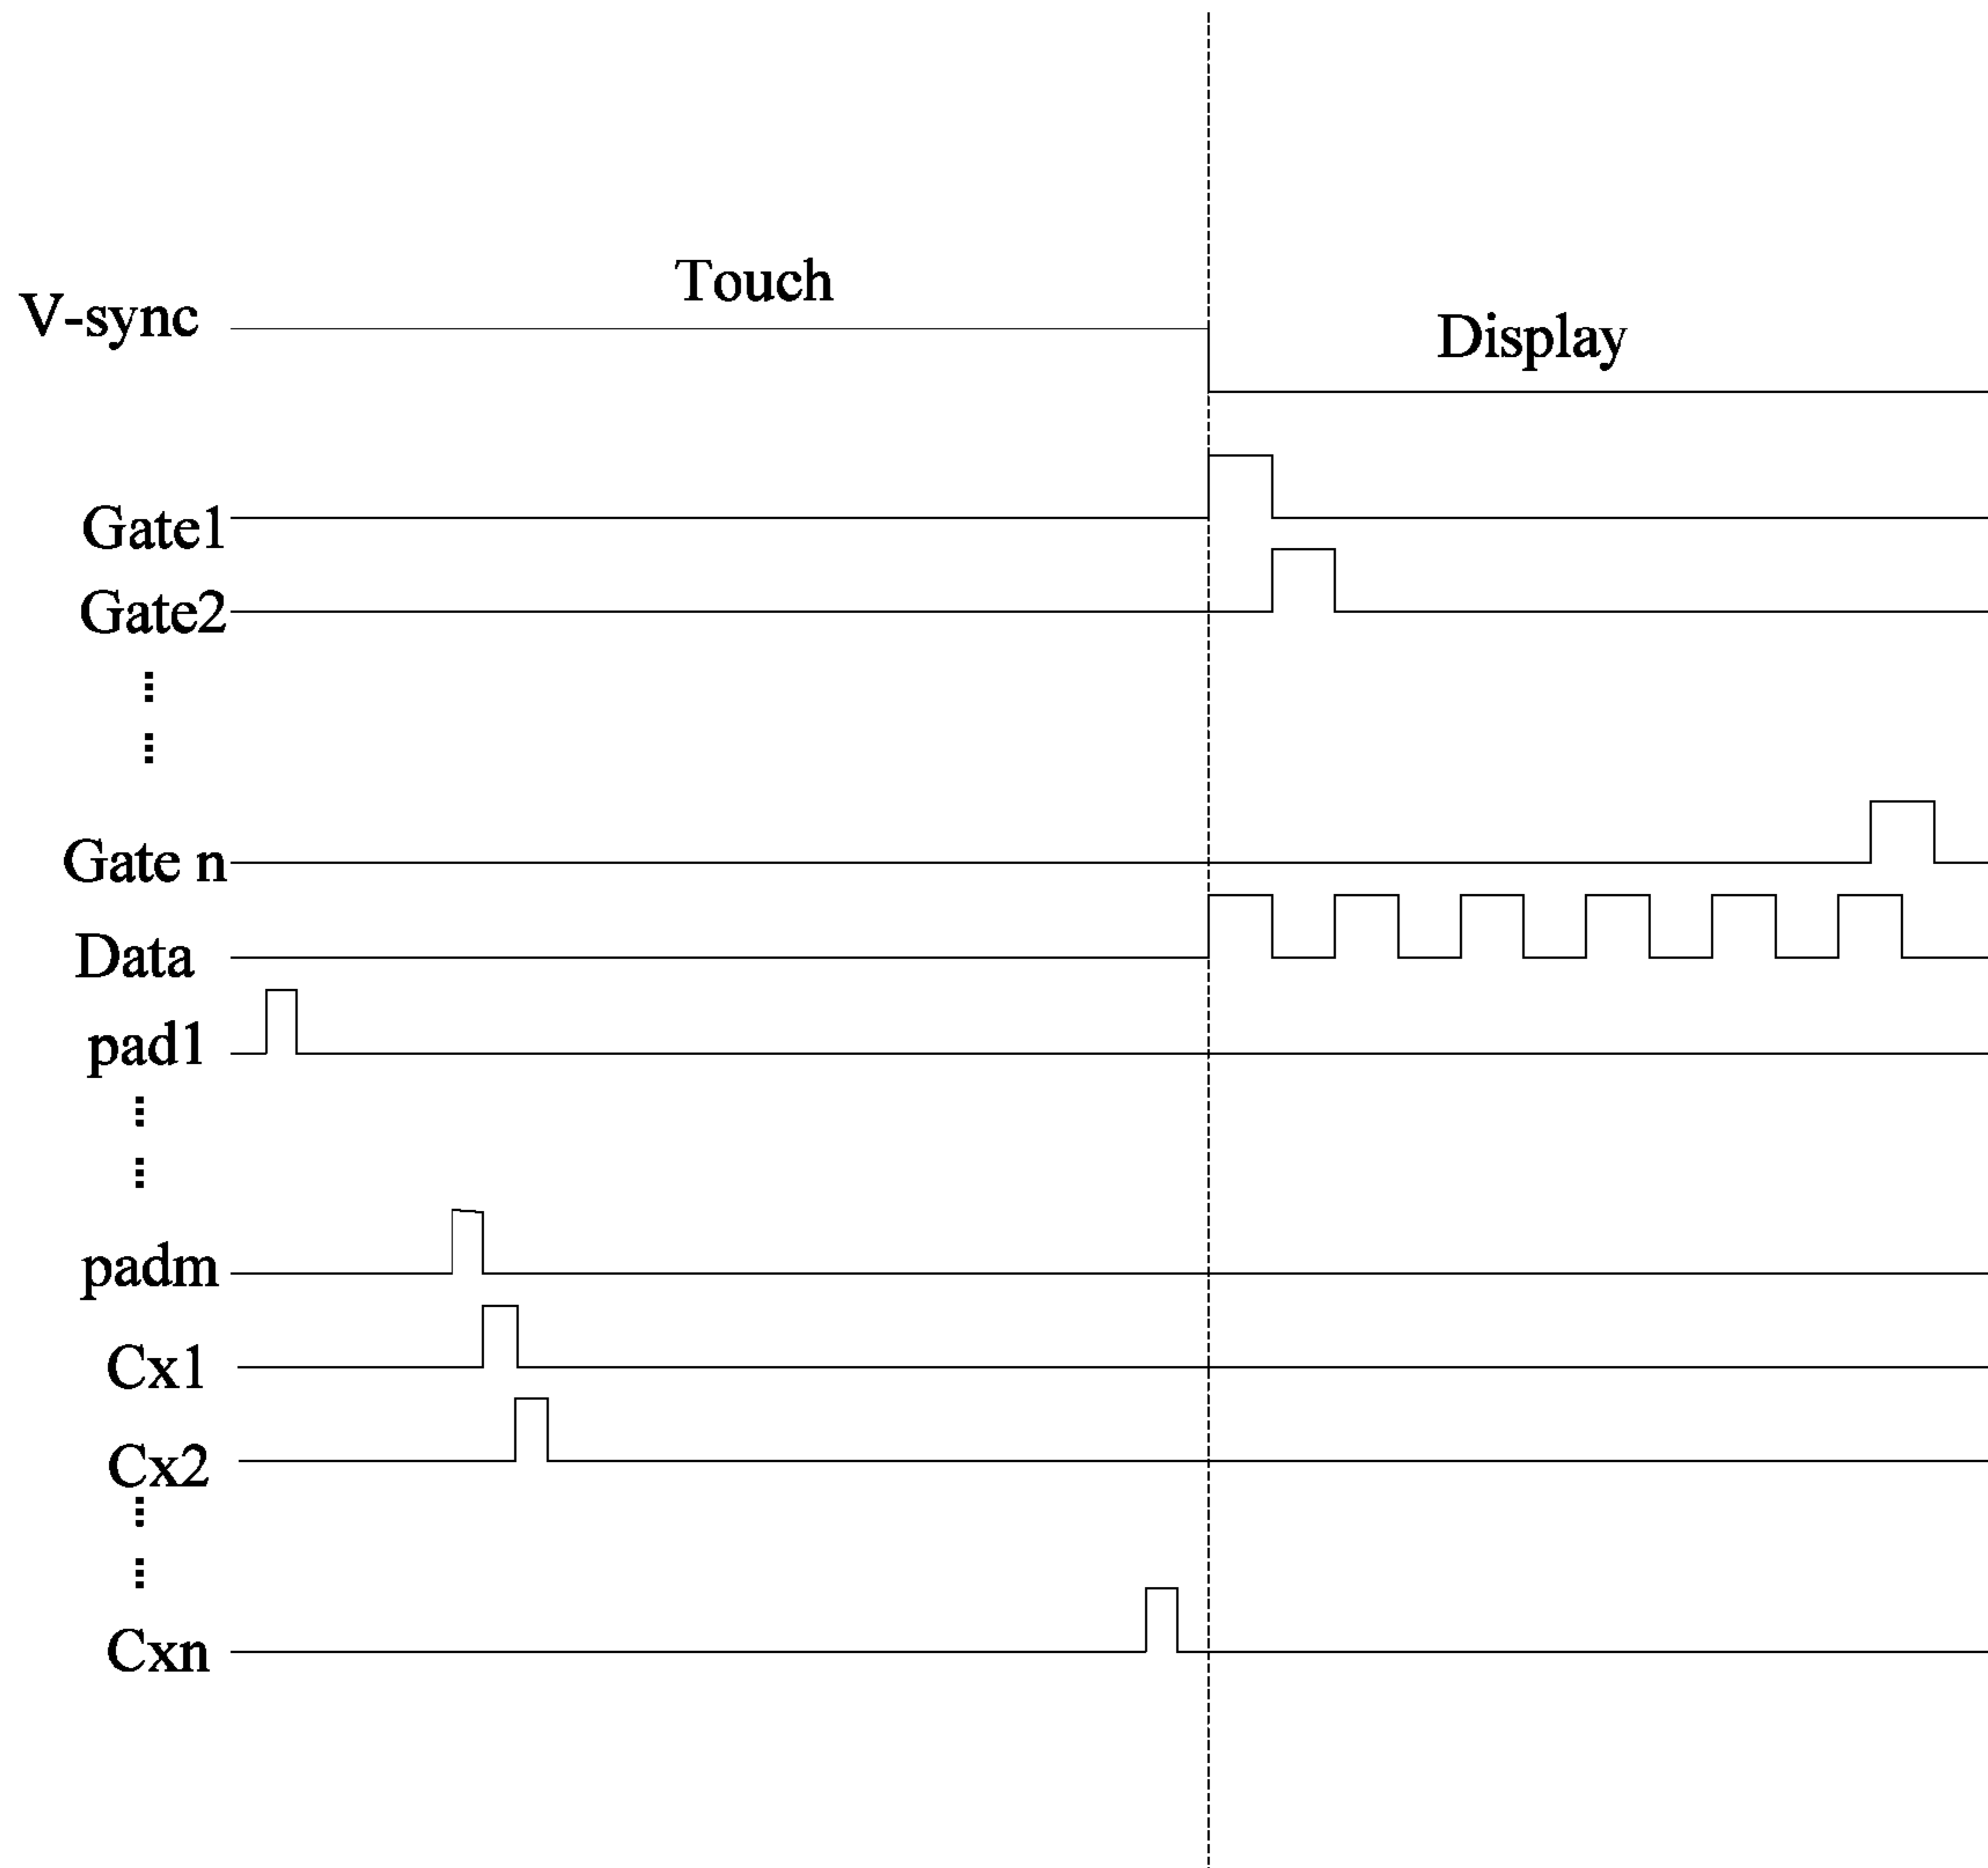 Touch
V-sync
Display
Gate1
Gate2
Gate n
Data
pad1
padm
Cx1
Cx2
Cxn